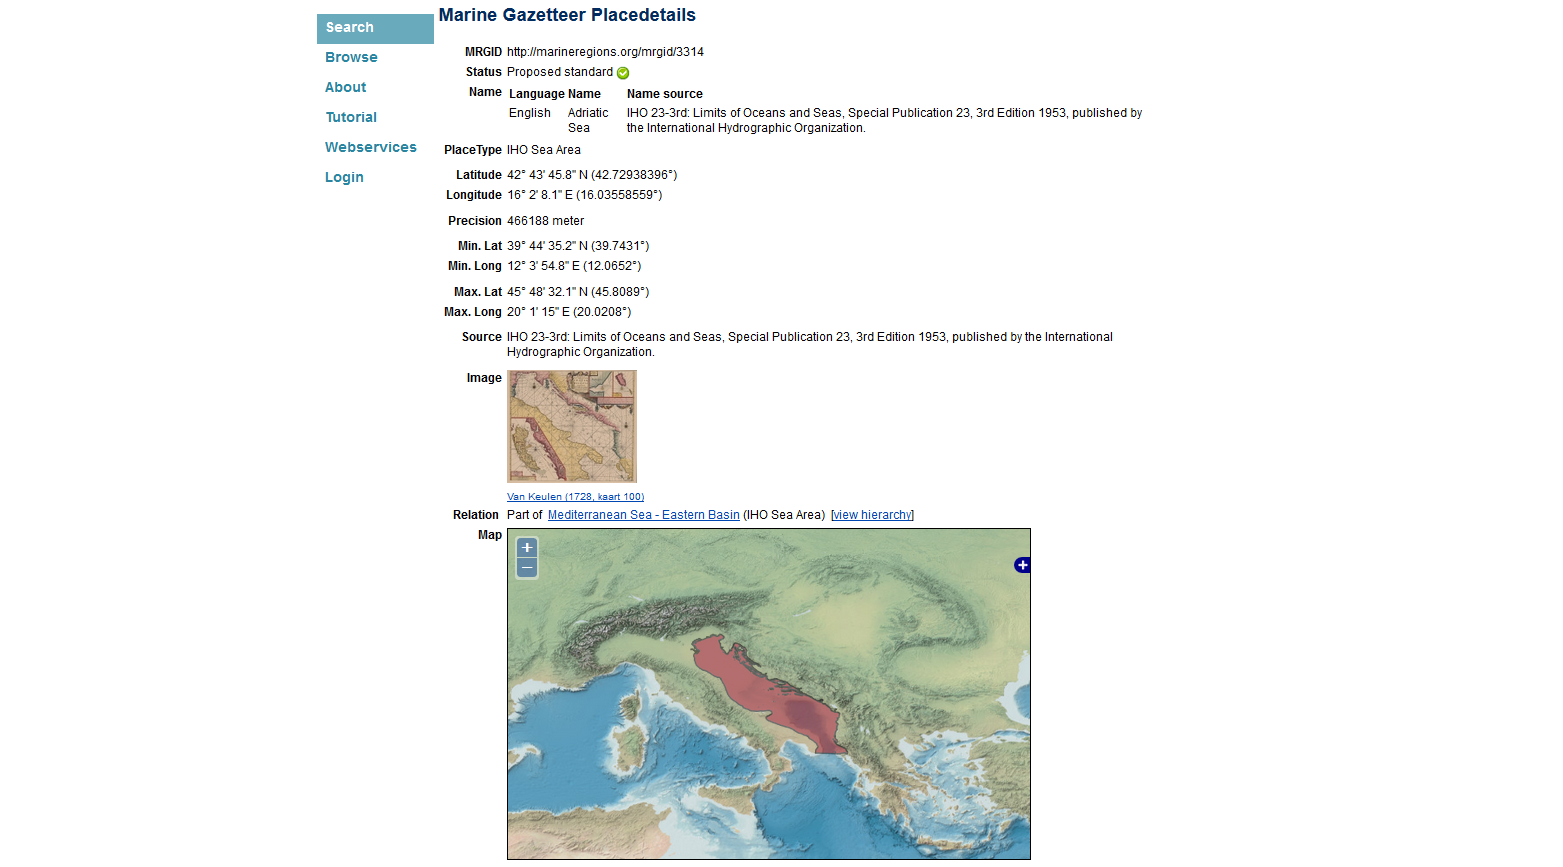 Marine Gazetteer Placedetails
Search
Browse
About
Tutorial
Webservices
Login
MRGID http://marineregions.org/mrgid/3314
Status Proposed standard
Name Language Name Name source
English Adriatic Sea IHO 23-3rd: Limits of Oceans and Seas, Special Publication 23, 3rd Edition 1953, published by
the International Hydrographic Organization.
PlaceType IHO Sea Area
Latitude 42° 43' 45.8" N (42.72938396°)
Longitude 16° 2' 8.1" E (16.03558559°)
Precision 466188 meter
Min. Lat 39° 44' 35.2" N (39.7431°)
Min. Long 12° 3' 54.8" E (12.0652°)
Max. Lat 45° 48' 32.1" N (45.8089°)
Max. Long 20° 1' 15" E (20.0208°)
Source IHO 23-3rd: Limits of Oceans and Seas, Special Publication 23, 3rd Edition 1953, published by the International
Hydrographic Organization.
Image
Van Keulen (1728, kaart 100)
Relation Part of Mediterranean Sea - Eastern Basin (IHO Sea Area) [view hierarchy]
Map
+
−
+